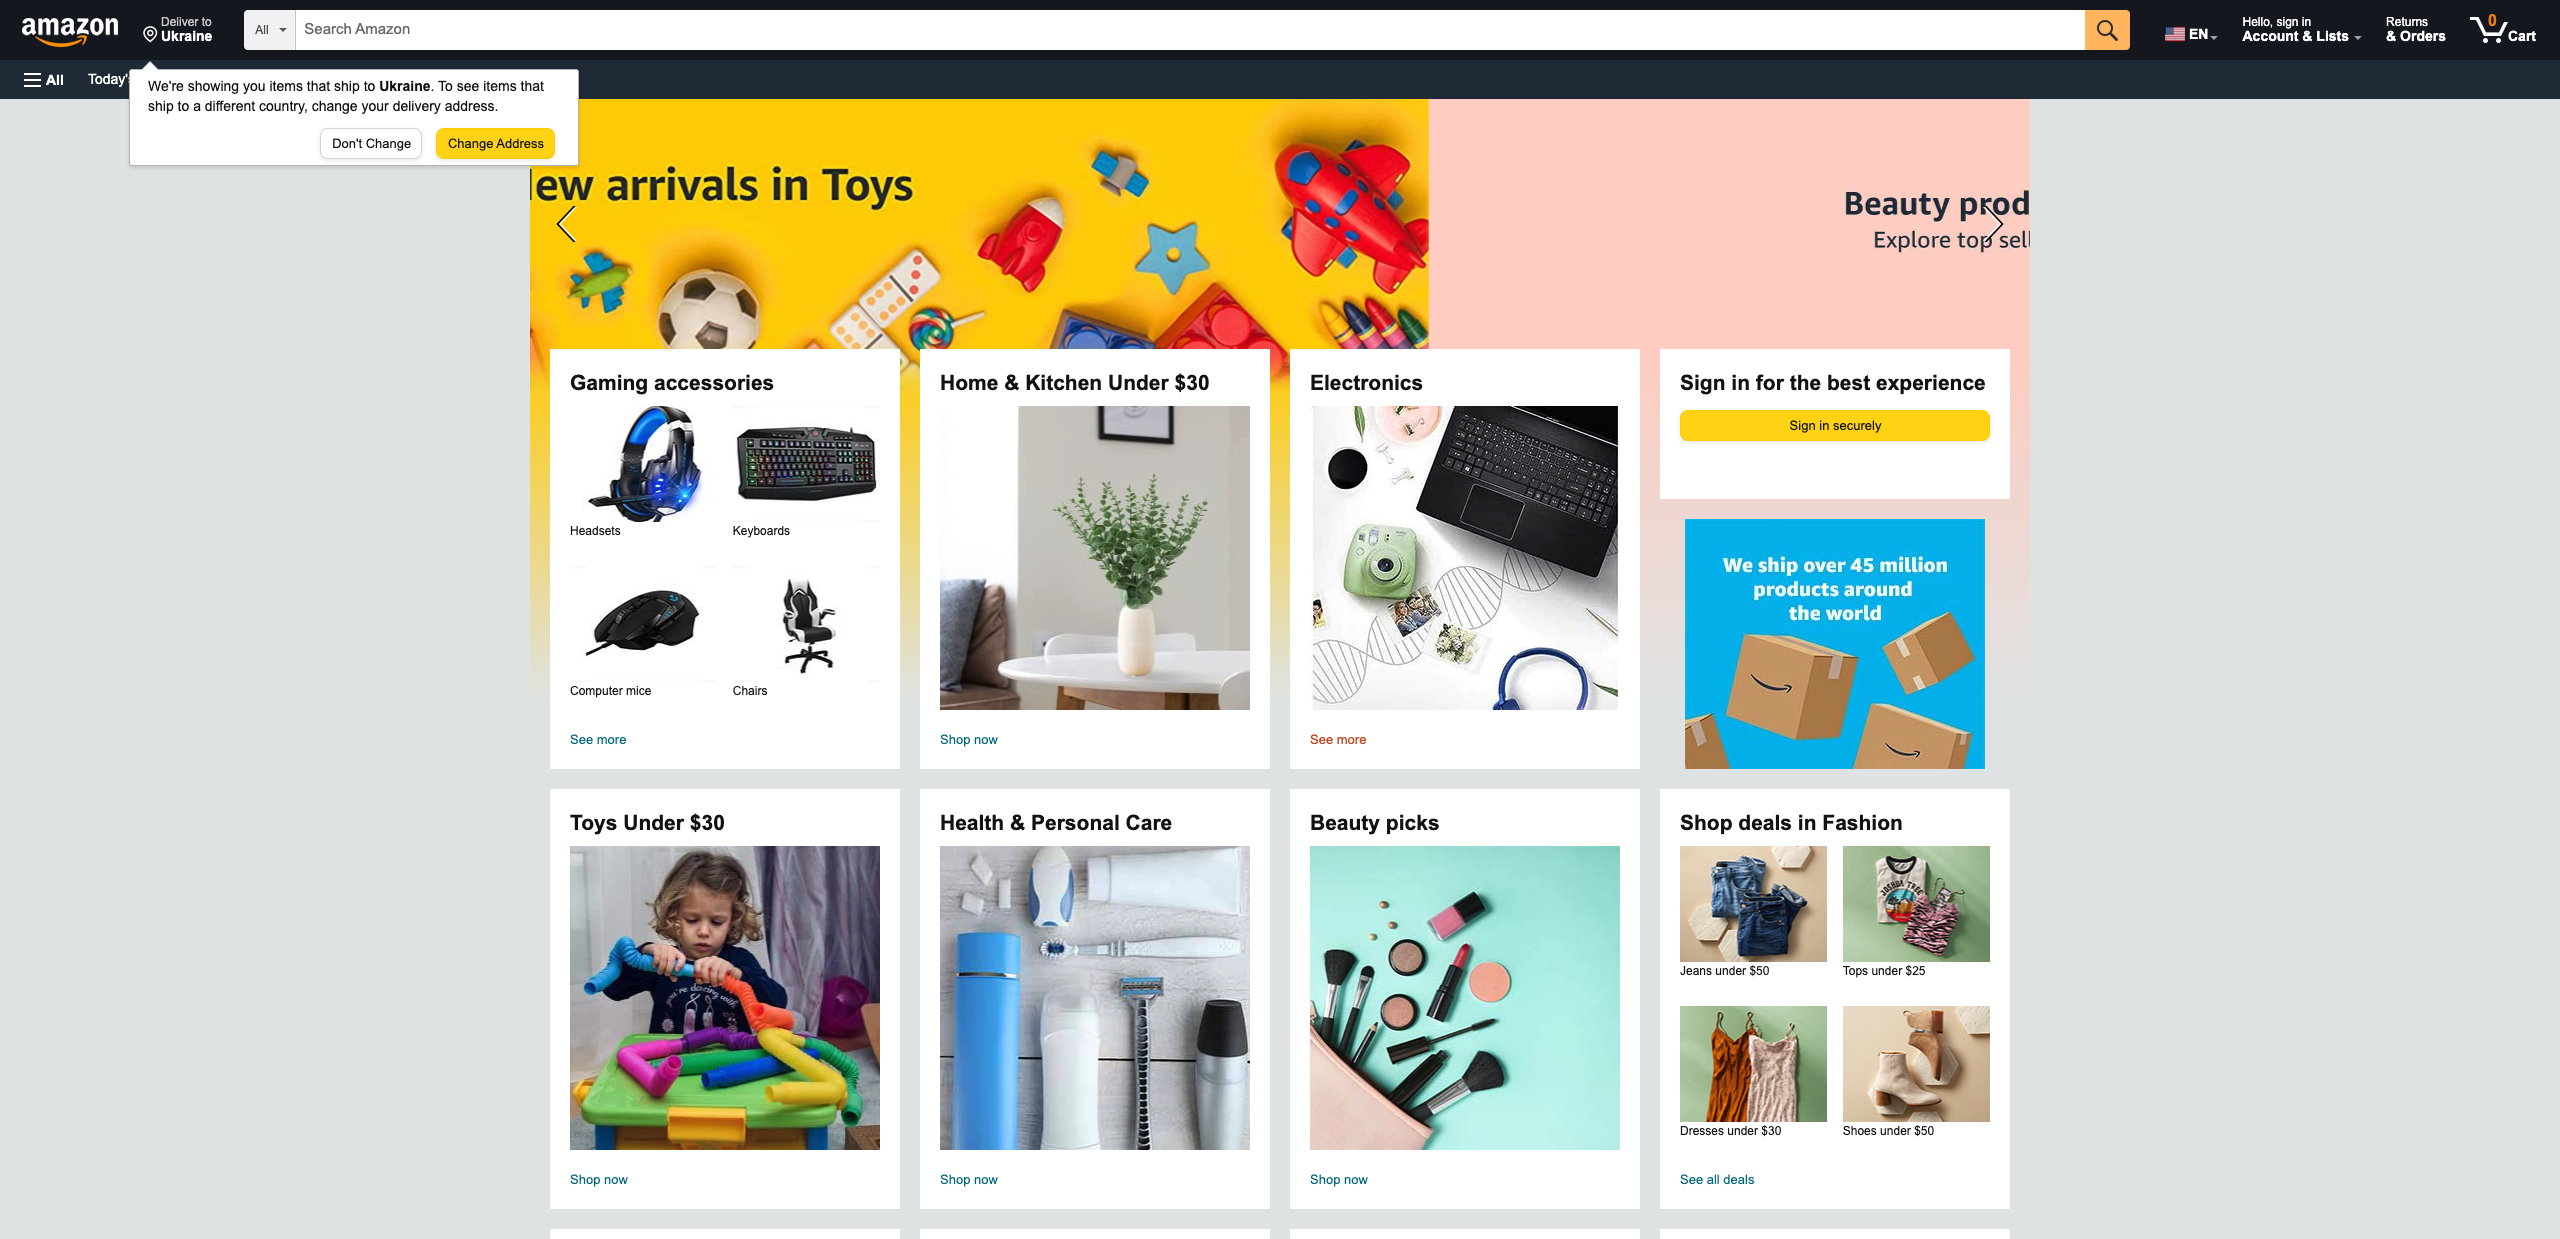 amazon
Deliver to
Ukraine
All
Search Amazon
EN
Hello, sign in
Account & Lists
Returns
& Orders
0
Cart
All
Today's
We're showing you items that ship to Ukraine. To see items that
ship to a different country, change your delivery address.
Don't Change
Change Address
ew arrivals in Toys
Beauty prod
Explore top sell
Gaming accessories
Headsets
Keyboards
Computer mice
Chairs
See more
Home & Kitchen Under $30
Shop now
Electronics
See more
Sign in for the best experience
Sign in securely
We ship over 45 million
products around
the world
Toys Under $30
you're dancing with
Shop now
Health & Personal Care
Shop now
Beauty picks
Shop now
Shop deals in Fashion
JOSHUA TREE
Jeans under $50
Tops under $25
Dresses under $30
Shoes under $50
See all deals